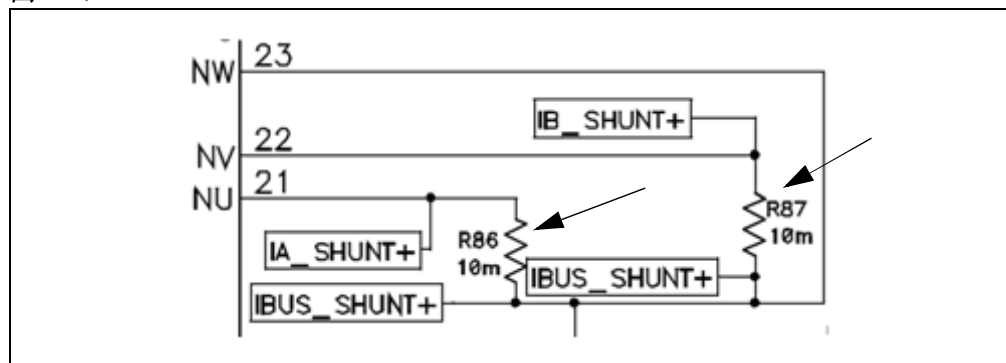 NW 23
IB_SHUNT+
NV 22
NU 21
R87
10m
R86
10m
IA_SHUNT+
IBUS_SHUNT+
IBUS_SHUNT+